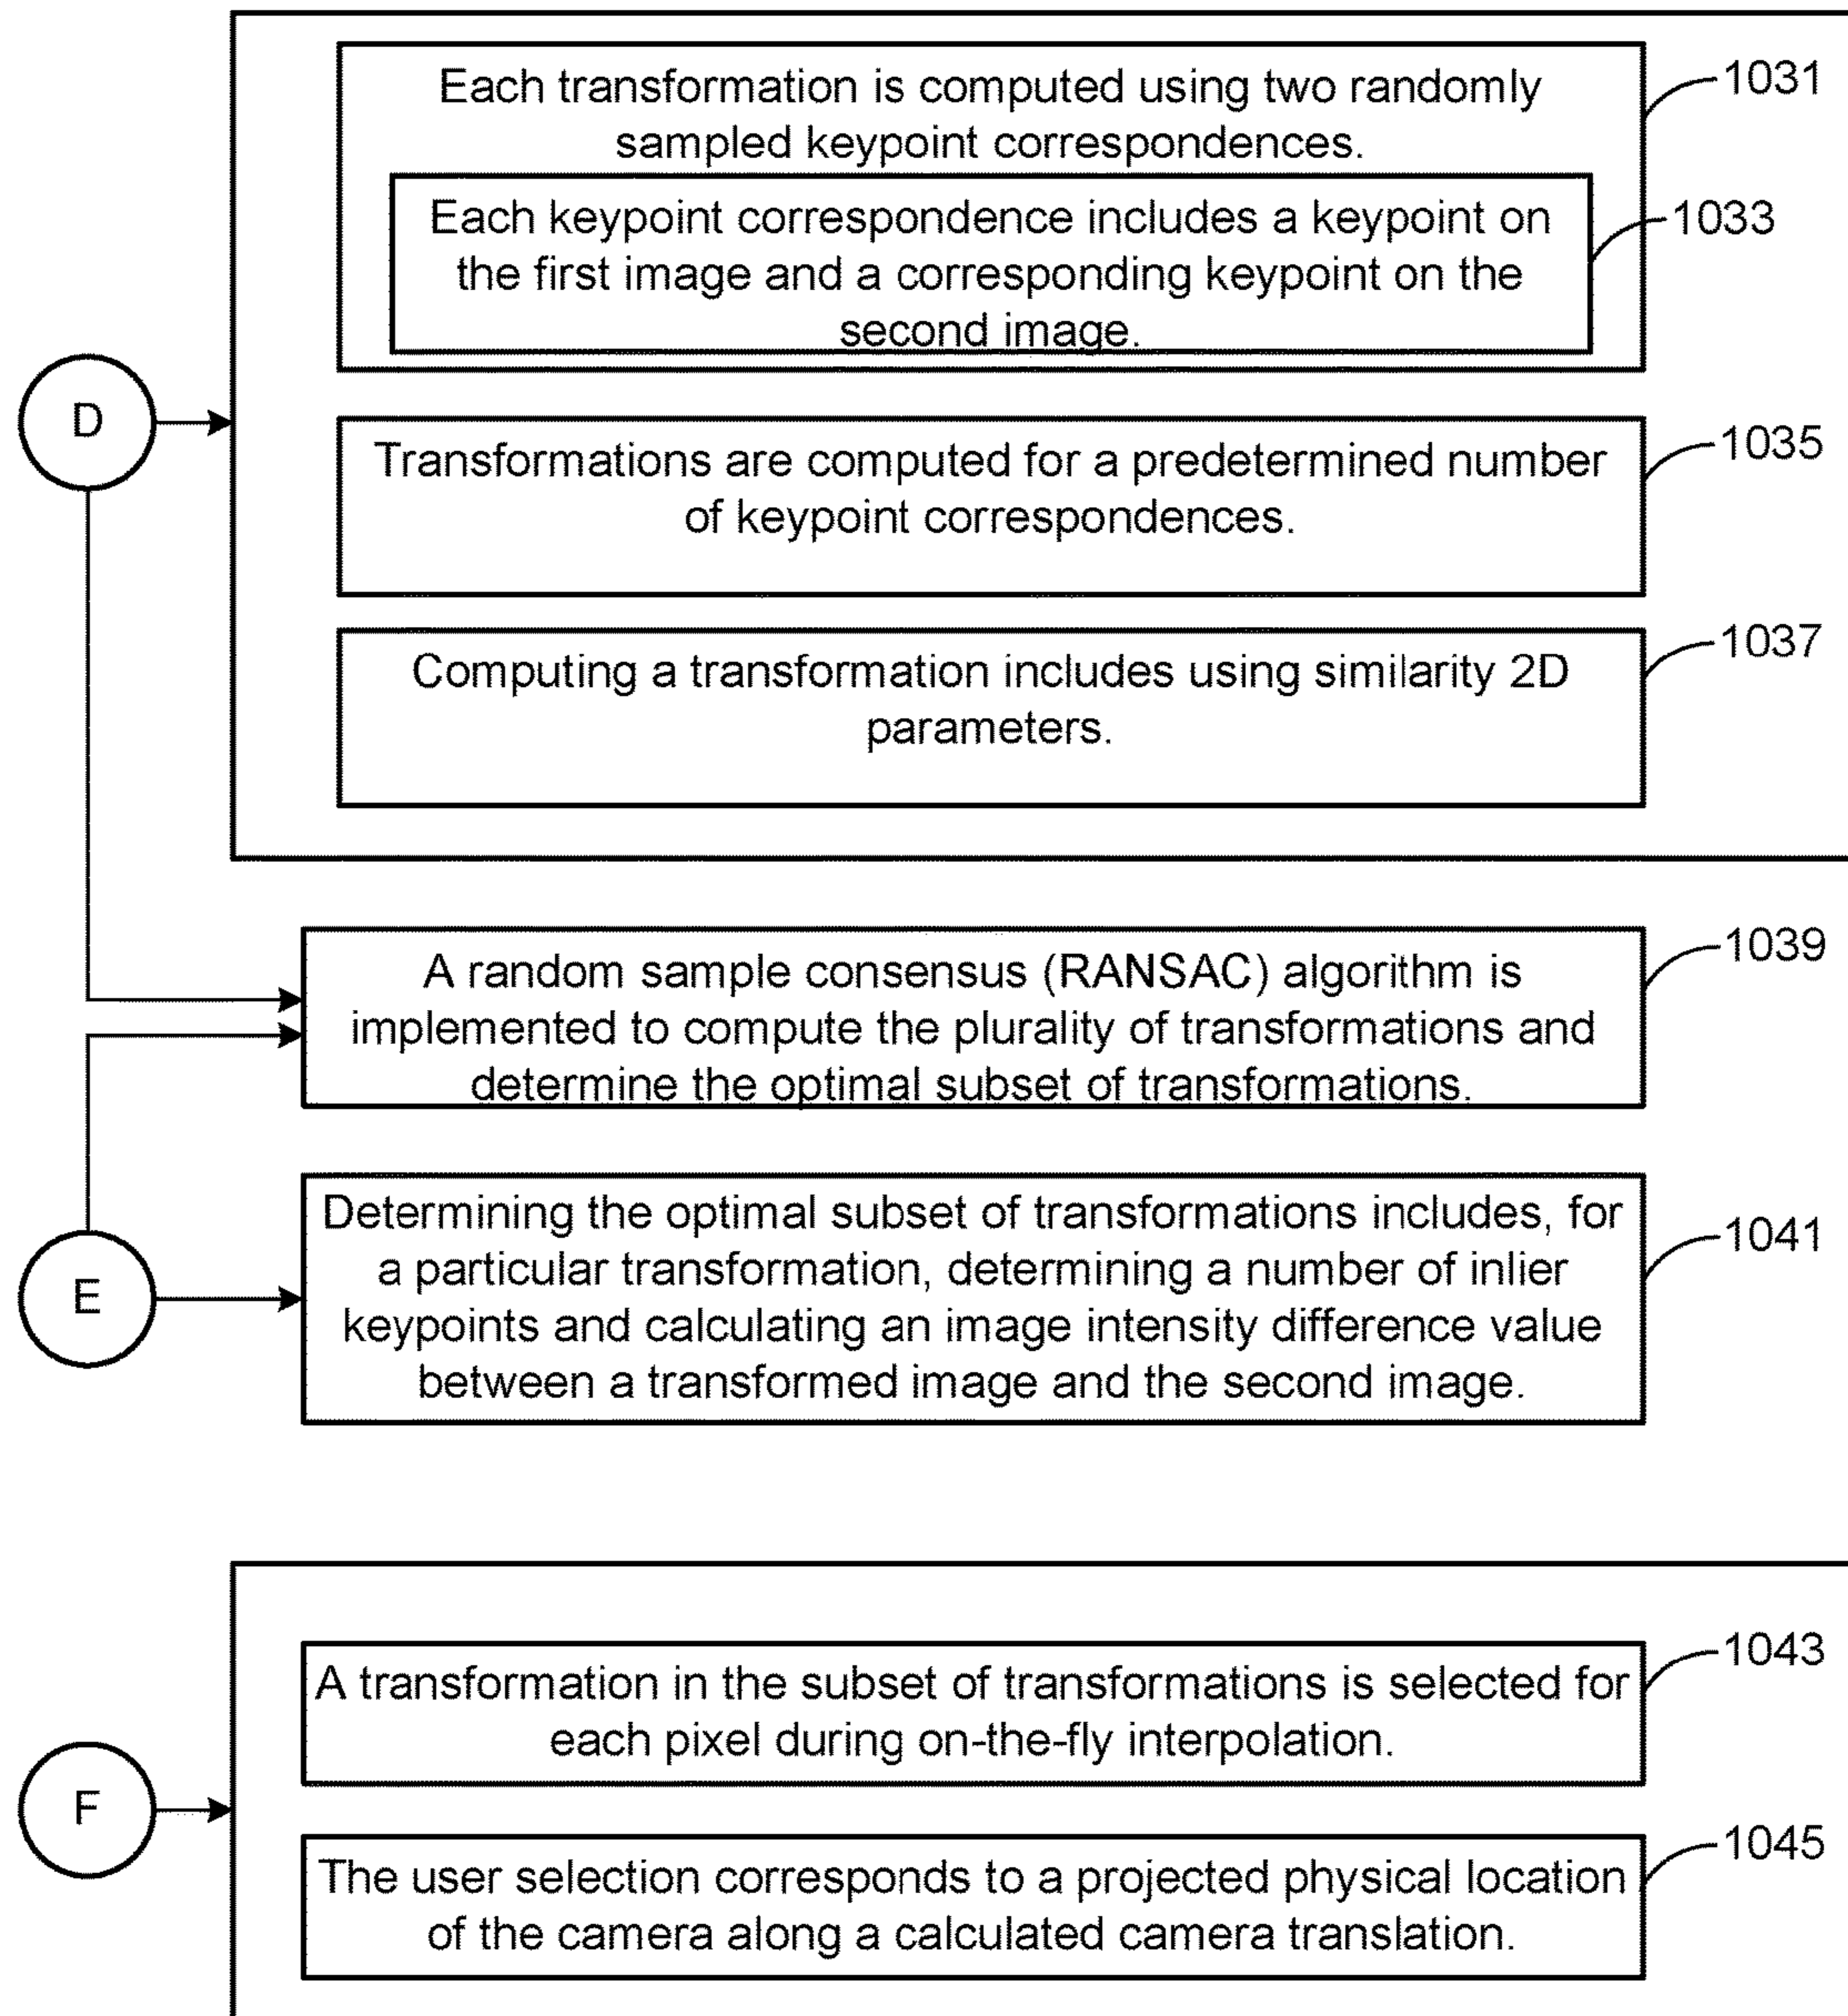 Each transformation is computed using two randomly
sampled keypoint correspondences.
1031
Each keypoint correspondence includes a keypoint on
the first image and a corresponding keypoint on the
second image.
1033
D
Transformations are computed for a predetermined number
of keypoint correspondences.
1035
Computing a transformation includes using similarity 2D
parameters.
1037
A random sample consensus (RANSAC) algorithm is
implemented to compute the plurality of transformations and
determine the optimal subset of transformations.
1039
E
Determining the optimal subset of transformations includes, for
a particular transformation, determining a number of inlier
keypoints and calculating an image intensity difference value
between a transformed image and the second image.
1041
F
A transformation in the subset of transformations is selected for
each pixel during on-the-fly interpolation.
1043
The user selection corresponds to a projected physical location
of the camera along a calculated camera translation.
1045